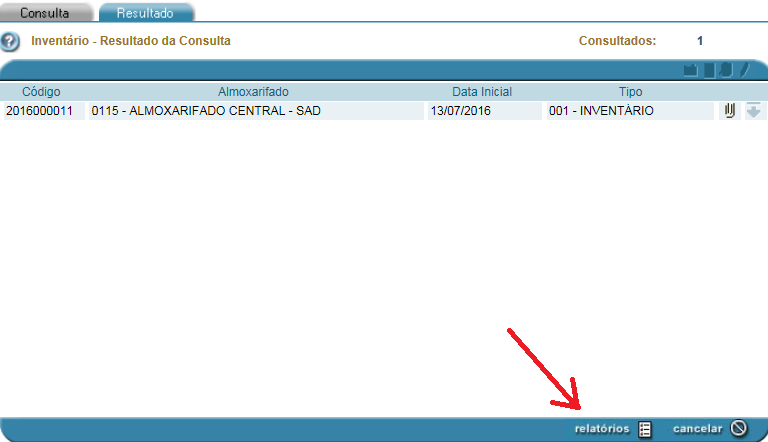 Consulta Resultado
Inventário - Resultado da Consulta Consultados: 1
Código Almoxarifado Data Inicial Tipo
2016000011 0115 - ALMOXARIFADO CENTRAL - SAD 13/07/2016 001 - INVENTÁRIO
relatórios cancelar